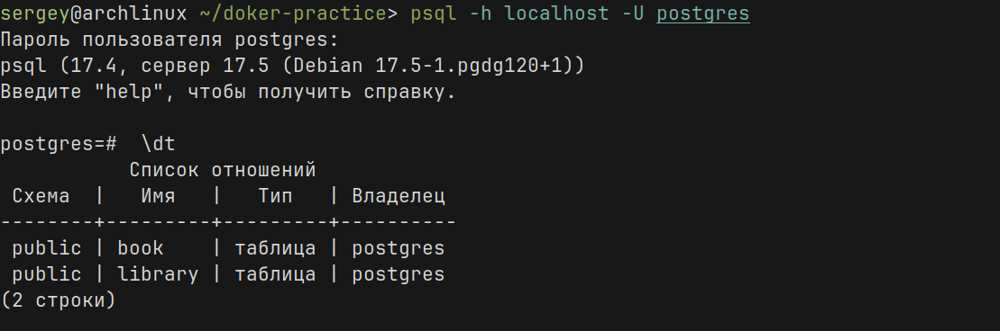 sergey@archlinux ~/doker-practice> psql -h localhost -U postgres
Пароль пользователя postgres:
psql (17.4, сервер 17.5 (Debian 17.5-1.pgdg120+1))
Введите "help", чтобы получить справку.

postgres=#  \dt
           Список отношений
 Схема  |   Имя   |   Тип   | Владелец
--------+---------+---------+----------
 public | book    | таблица | postgres
 public | library | таблица | postgres
(2 строки)